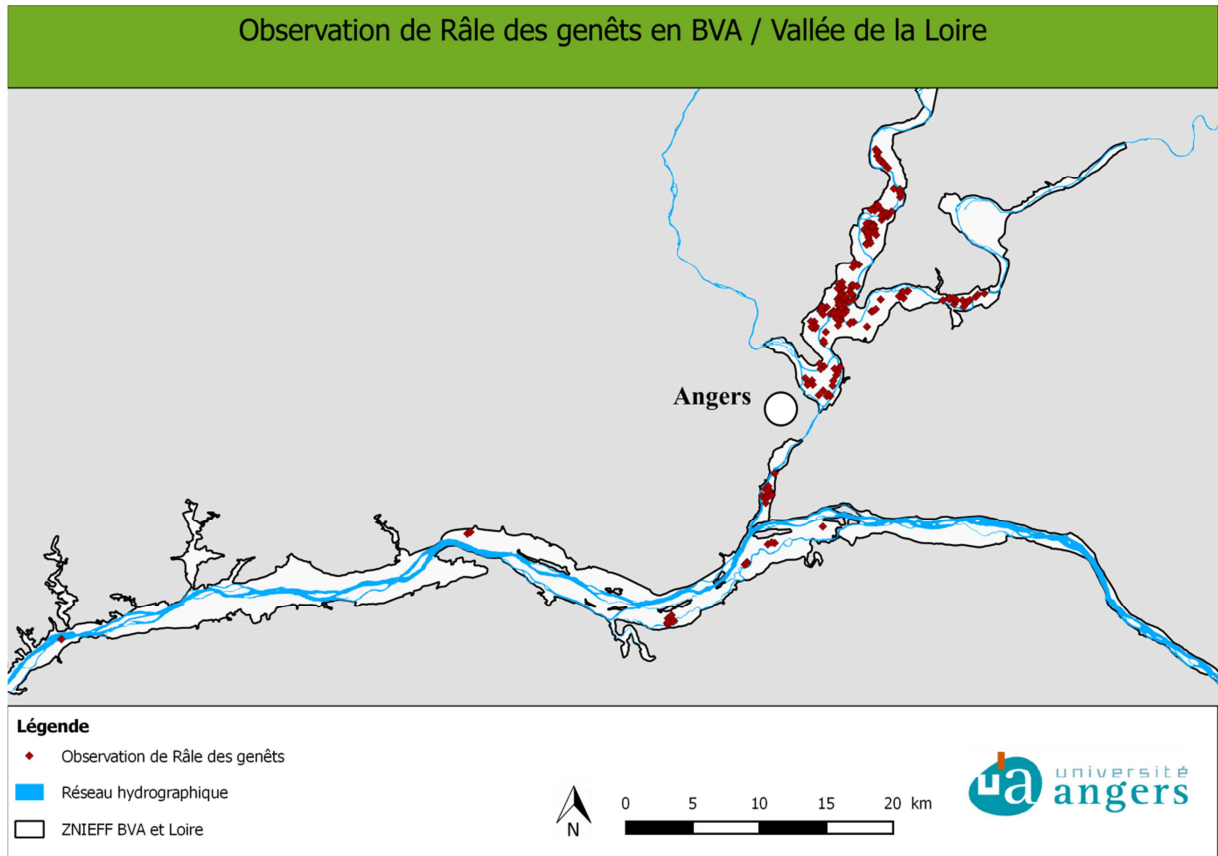 Observation de Râle des genêts en BVA / Vallée de la Loire
Angers
Légende
Observation de Râle des genêts
Réseau hydrographique
ZNIEFF BVA et Loire
N
0 5 10 15 20 km
ua université
angers